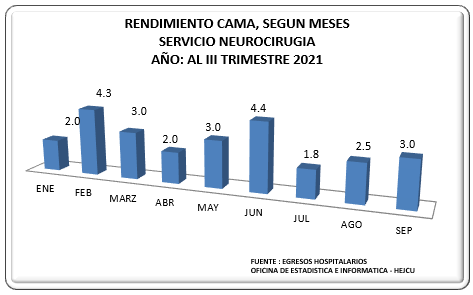 RENDIMIENTO CAMA, SEGUN MESES
SERVICIO NEUROCIRUGIA
AÑO: AL III TRIMESTRE 2021
2.0
4.3
3.0
2.0
3.0
4.4
1.8
2.5
3.0
ENE
FEB
MARZ
ABR
MAY
JUN
JUL
AGO
SEP
FUENTE : EGRESOS HOSPITALARIOS
OFICINA DE ESTADISTICA E INFORMATICA - HEJCU